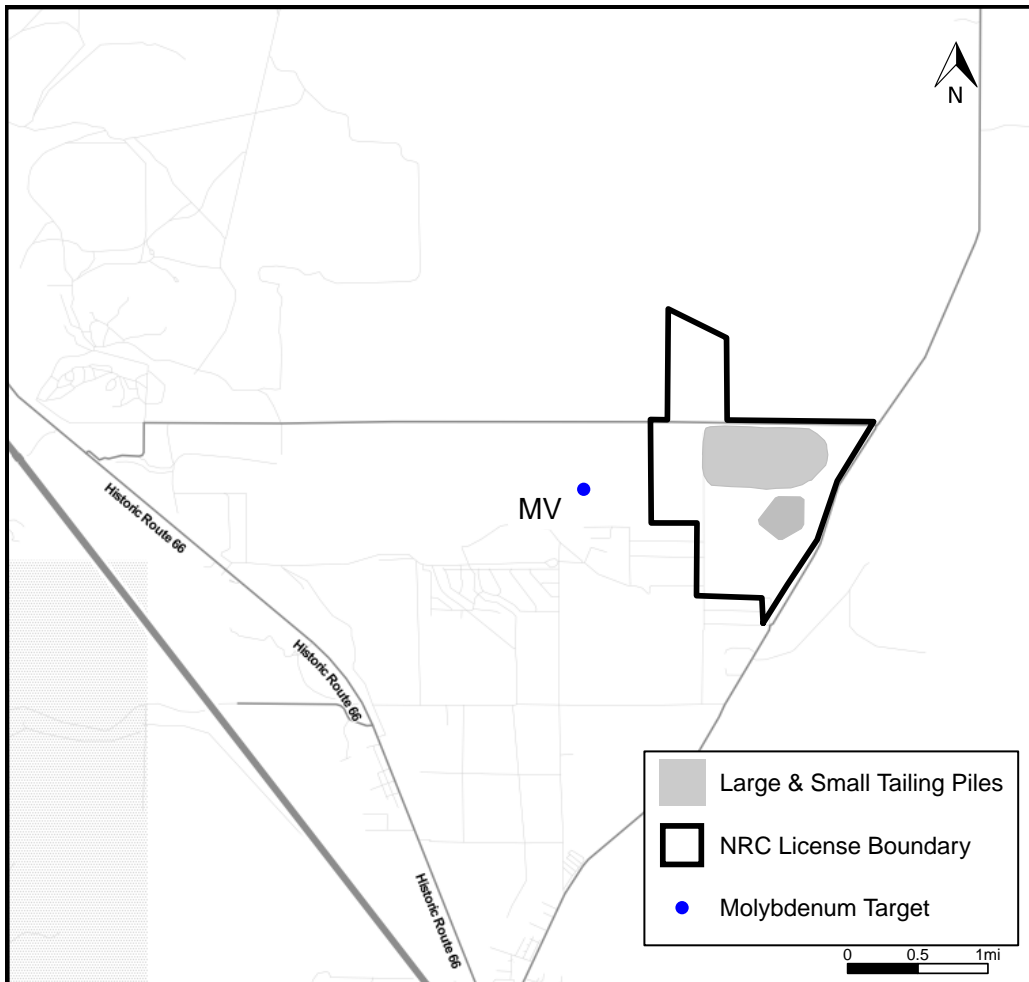 N
Historic Route 66
MV
Historic Route 66
Large & Small Tailing Piles
NRC License Boundary
Historic Route 66
Molybdenum Target
0 0.5 1mi